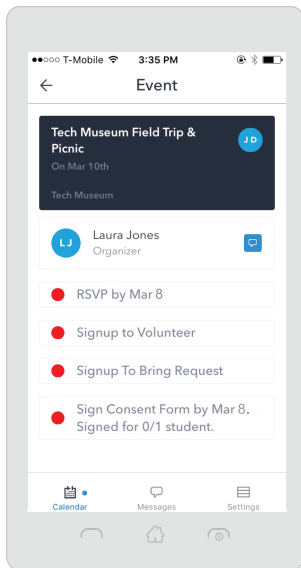 T-Mobile 3:35 PM
Event
Tech Museum Field Trip &
Picnic
JD
On Mar 10th
Tech Museum
LJ
Laura Jones
Organizer
RSVP by Mar 8
Signup to Volunteer
Signup To Bring Request
Sign Consent Form by Mar 8.
Signed for 0/1 student.
Calendar Messages Settings